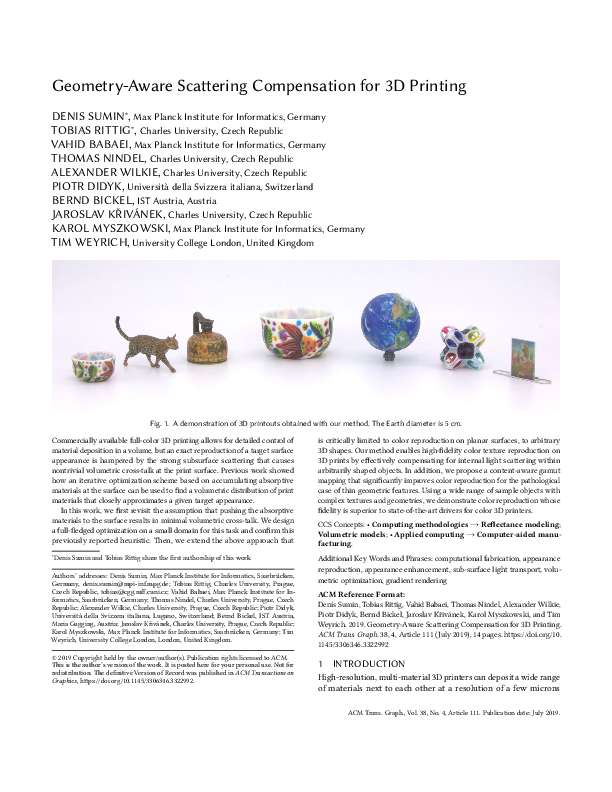 Geometry-Aware Scattering Compensation for 3D Printing
DENIS SUMIN*, Max Planck Institute for Informatics, Germany
TOBIAS RITTIG*, Charles University, Czech Republic
VAHID BABAEI, Max Planck Institute for Informatics, Germany
THOMAS NINDEL, Charles University, Czech Republic
ALEXANDER WILKIE, Charles University, Czech Republic
PIOTR DIDYK, Università della Svizzera italiana, Switzerland
BERND BICKEL, IST Austria, Austria
JAROSLAV KŘIVÁNEK, Charles University, Czech Republic
KAROL MYSZKOWSKI, Max Planck Institute for Informatics, Germany
TIM WEYRICH, University College London, United Kingdom
Fig. 1. A demonstration of 3D printouts obtained with our method. The Earth diameter is 5 cm.
Commercially available full-color 3D printing allows for detailed control of
material deposition in a volume, but an exact reproduction of a target surface
appearance is hampered by the strong subsurface scattering that causes
nontrivial volumetric cross-talk at the print surface. Previous work showed
how an iterative optimization scheme based on accumulating absorptive
materials at the surface can be used to find a volumetric distribution of print
materials that closely approximates a given target appearance.
In this work, we first revisit the assumption that pushing the absorptive
materials to the surface results in minimal volumetric cross-talk. We design
a full-fledged optimization on a small domain for this task and confirm this
previously reported heuristic. Then, we extend the above approach that
*Denis Sumin and Tobias Rittig share the first authorship of this work.
Authors' addresses: Denis Sumin, Max Planck Institute for Informatics, Saarbrücken,
Germany, denis.sumin@mpi-inf.mpg.de; Tobias Rittig, Charles University, Prague,
Czech Republic, tobias@cgg.mff.cuni.cz; Vahid Babaei, Max Planck Institute for In-
formatics, Saarbrücken, Germany; Thomas Nindel, Charles University, Prague, Czech
Republic; Alexander Wilkie, Charles University, Prague, Czech Republic; Piotr Didyk,
Università della Svizzera italiana, Lugano, Switzerland; Bernd Bickel, IST Austria,
Maria Gugging, Austria; Jaroslav Křivánek, Charles University, Prague, Czech Republic;
Karol Myszkowski, Max Planck Institute for Informatics, Saarbrücken, Germany; Tim
Weyrich, University College London, London, United Kingdom.
© 2019 Copyright held by the owner/author(s). Publication rights licensed to ACM.
This is the author's version of the work. It is posted here for your personal use. Not for
redistribution. The definitive Version of Record was published in ACM Transactions on
Graphics, https://doi.org/10.1145/3306346.3322992.
is critically limited to color reproduction on planar surfaces, to arbitrary
3D shapes. Our method enables high-fidelity color texture reproduction on
3D prints by effectively compensating for internal light scattering within
arbitrarily shaped objects. In addition, we propose a content-aware gamut
mapping that significantly improves color reproduction for the pathological
case of thin geometric features. Using a wide range of sample objects with
complex textures and geometries, we demonstrate color reproduction whose
fidelity is superior to state-of-the-art drivers for color 3D printers.
CCS Concepts: • Computing methodologies → Reflectance modeling;
Volumetric models; • Applied computing → Computer-aided manu-
facturing.
Additional Key Words and Phrases: computational fabrication, appearance
reproduction, appearance enhancement, sub-surface light transport, volu-
metric optimization, gradient rendering
ACM Reference Format:
Denis Sumin, Tobias Rittig, Vahid Babaei, Thomas Nindel, Alexander Wilkie,
Piotr Didyk, Bernd Bickel, Jaroslav Křivánek, Karol Myszkowski, and Tim
Weyrich. 2019. Geometry-Aware Scattering Compensation for 3D Printing.
ACM Trans. Graph. 38, 4, Article 111 (July 2019), 14 pages. https://doi.org/10.
1145/3306346.3322992
1 INTRODUCTION
High-resolution, multi-material 3D printers can deposit a wide range
of materials next to each other at a resolution of a few microns
ACM Trans. Graph., Vol. 38, No. 4, Article 111. Publication date: July 2019.